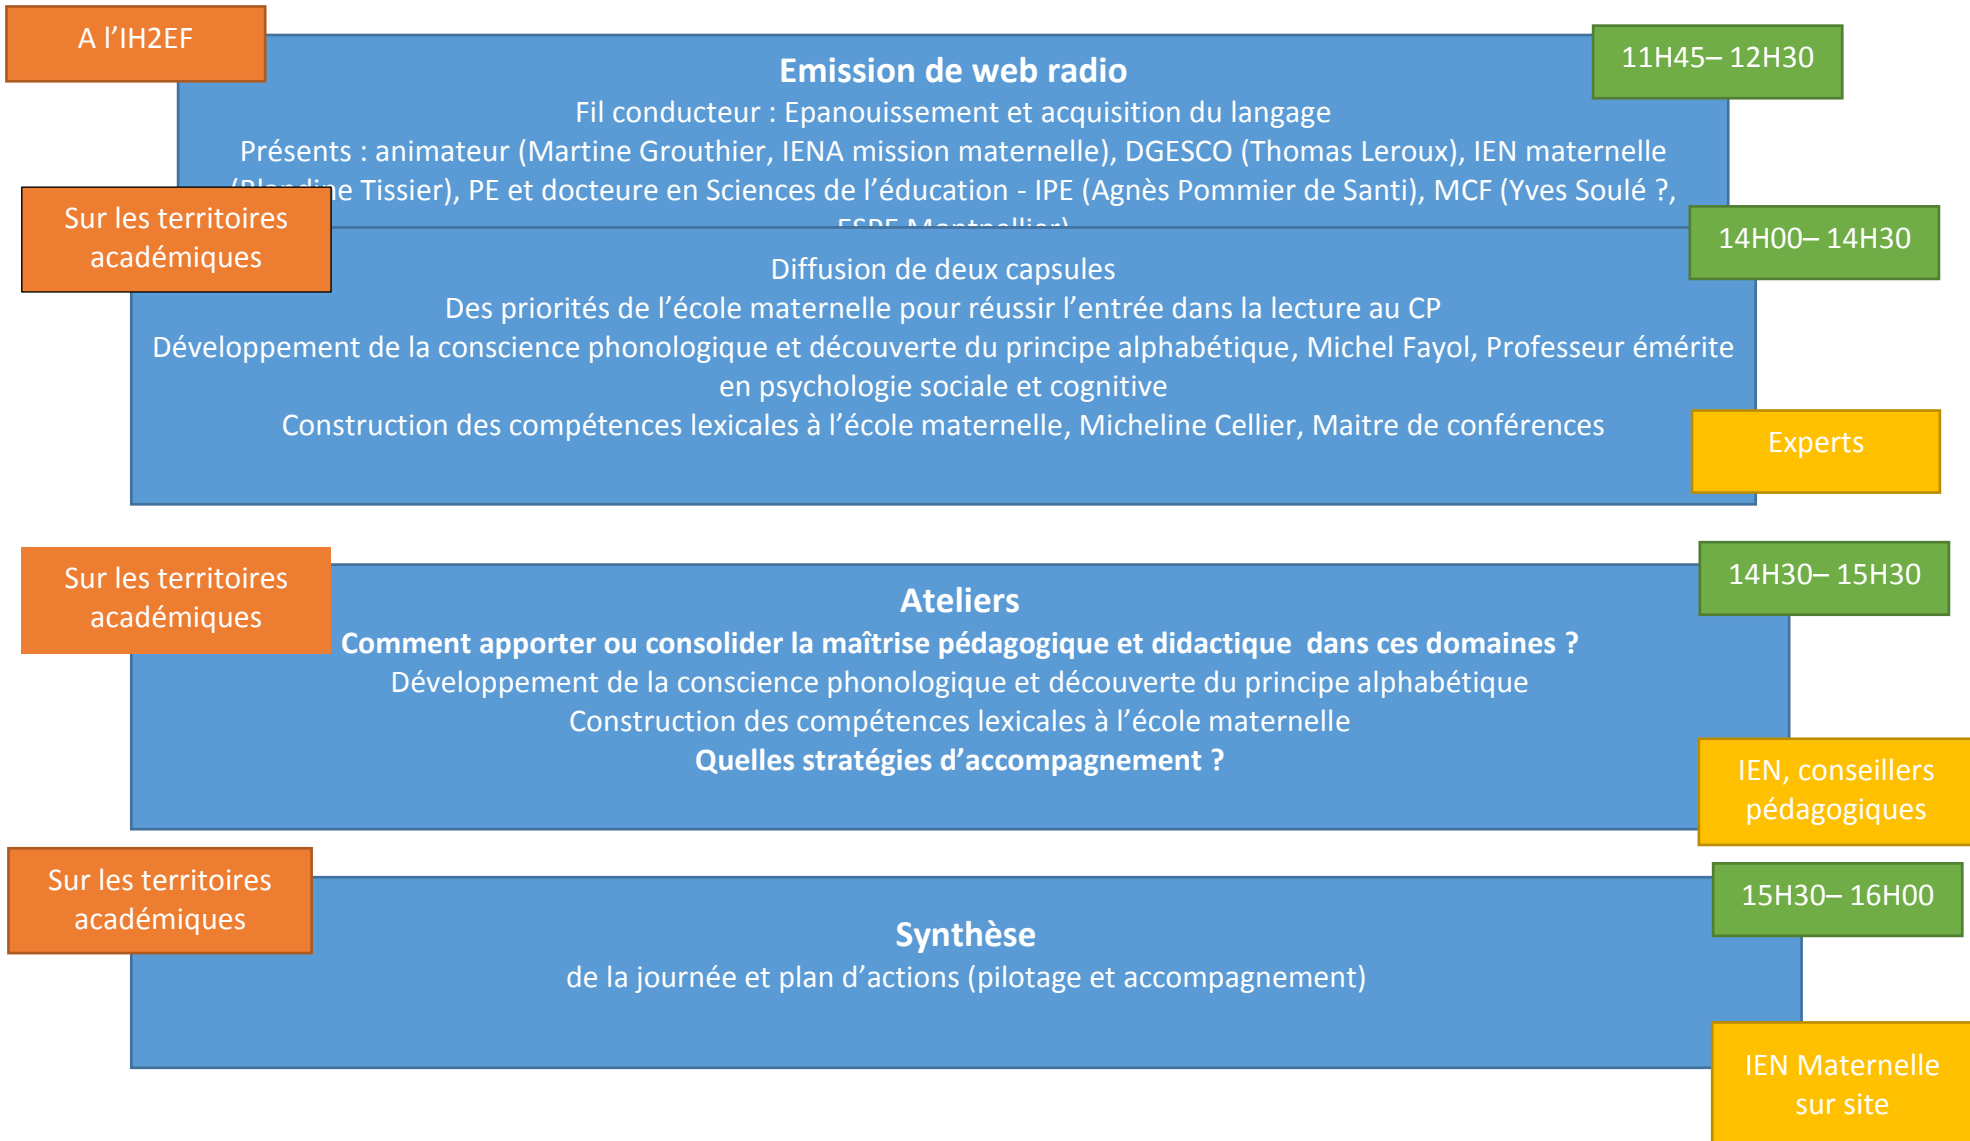 A l’IH2EF
11H45– 12H30
Emission de web radio
Fil conducteur : Epanouissement et acquisition du langage
Présents : animateur (Martine Grouthier, IENA mission maternelle), DGESCO (Thomas Leroux), IEN maternelle
Tissier), PE et docteure en Sciences de l’éducation - IPE (Agnès Pommier de Santi), MCF (Yves Soulé ?,
Sur les territoires
académiques
14H00– 14H30
Diffusion de deux capsules
Des priorités de l’école maternelle pour réussir l’entrée dans la lecture au CP
Développement de la conscience phonologique et découverte du principe alphabétique, Michel Fayol, Professeur émérite
en psychologie sociale et cognitive
Construction des compétences lexicales à l’école maternelle, Micheline Cellier, Maitre de conférences
Experts
Sur les territoires
académiques
14H30– 15H30
Ateliers
Comment apporter ou consolider la maîtrise pédagogique et didactique  dans ces domaines ?
Développement de la conscience phonologique et découverte du principe alphabétique
Construction des compétences lexicales à l’école maternelle
Quelles stratégies d’accompagnement ?
IEN, conseillers
pédagogiques
Sur les territoires
académiques
15H30– 16H00
Synthèse
de la journée et plan d’actions (pilotage et accompagnement)
IEN Maternelle
sur site